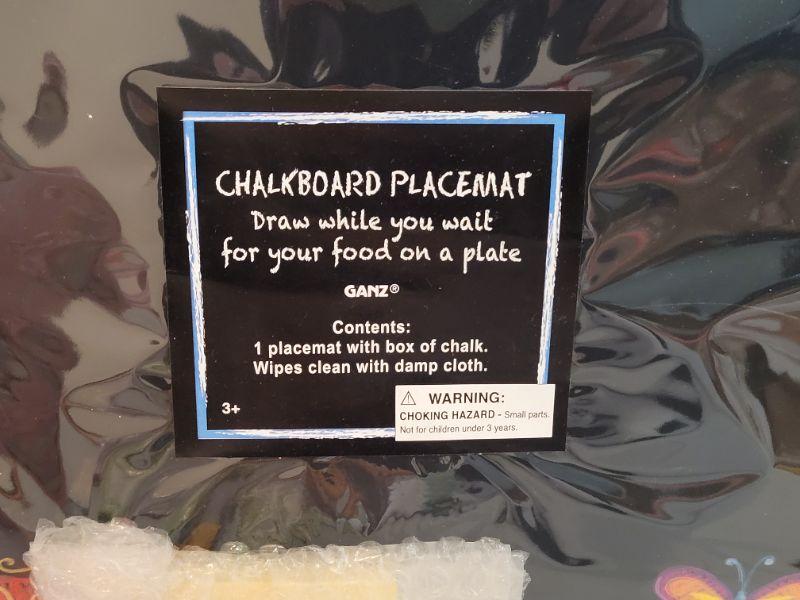 CHALKBOARD PLACEMAT
Draw while you wait
for your food on a plate
GANZ®
Contents:
1 placemat with box of chalk.
Wipes clean with damp cloth.
3+
⚠ WARNING:
CHOKING HAZARD - Small parts.
Not for children under 3 years.